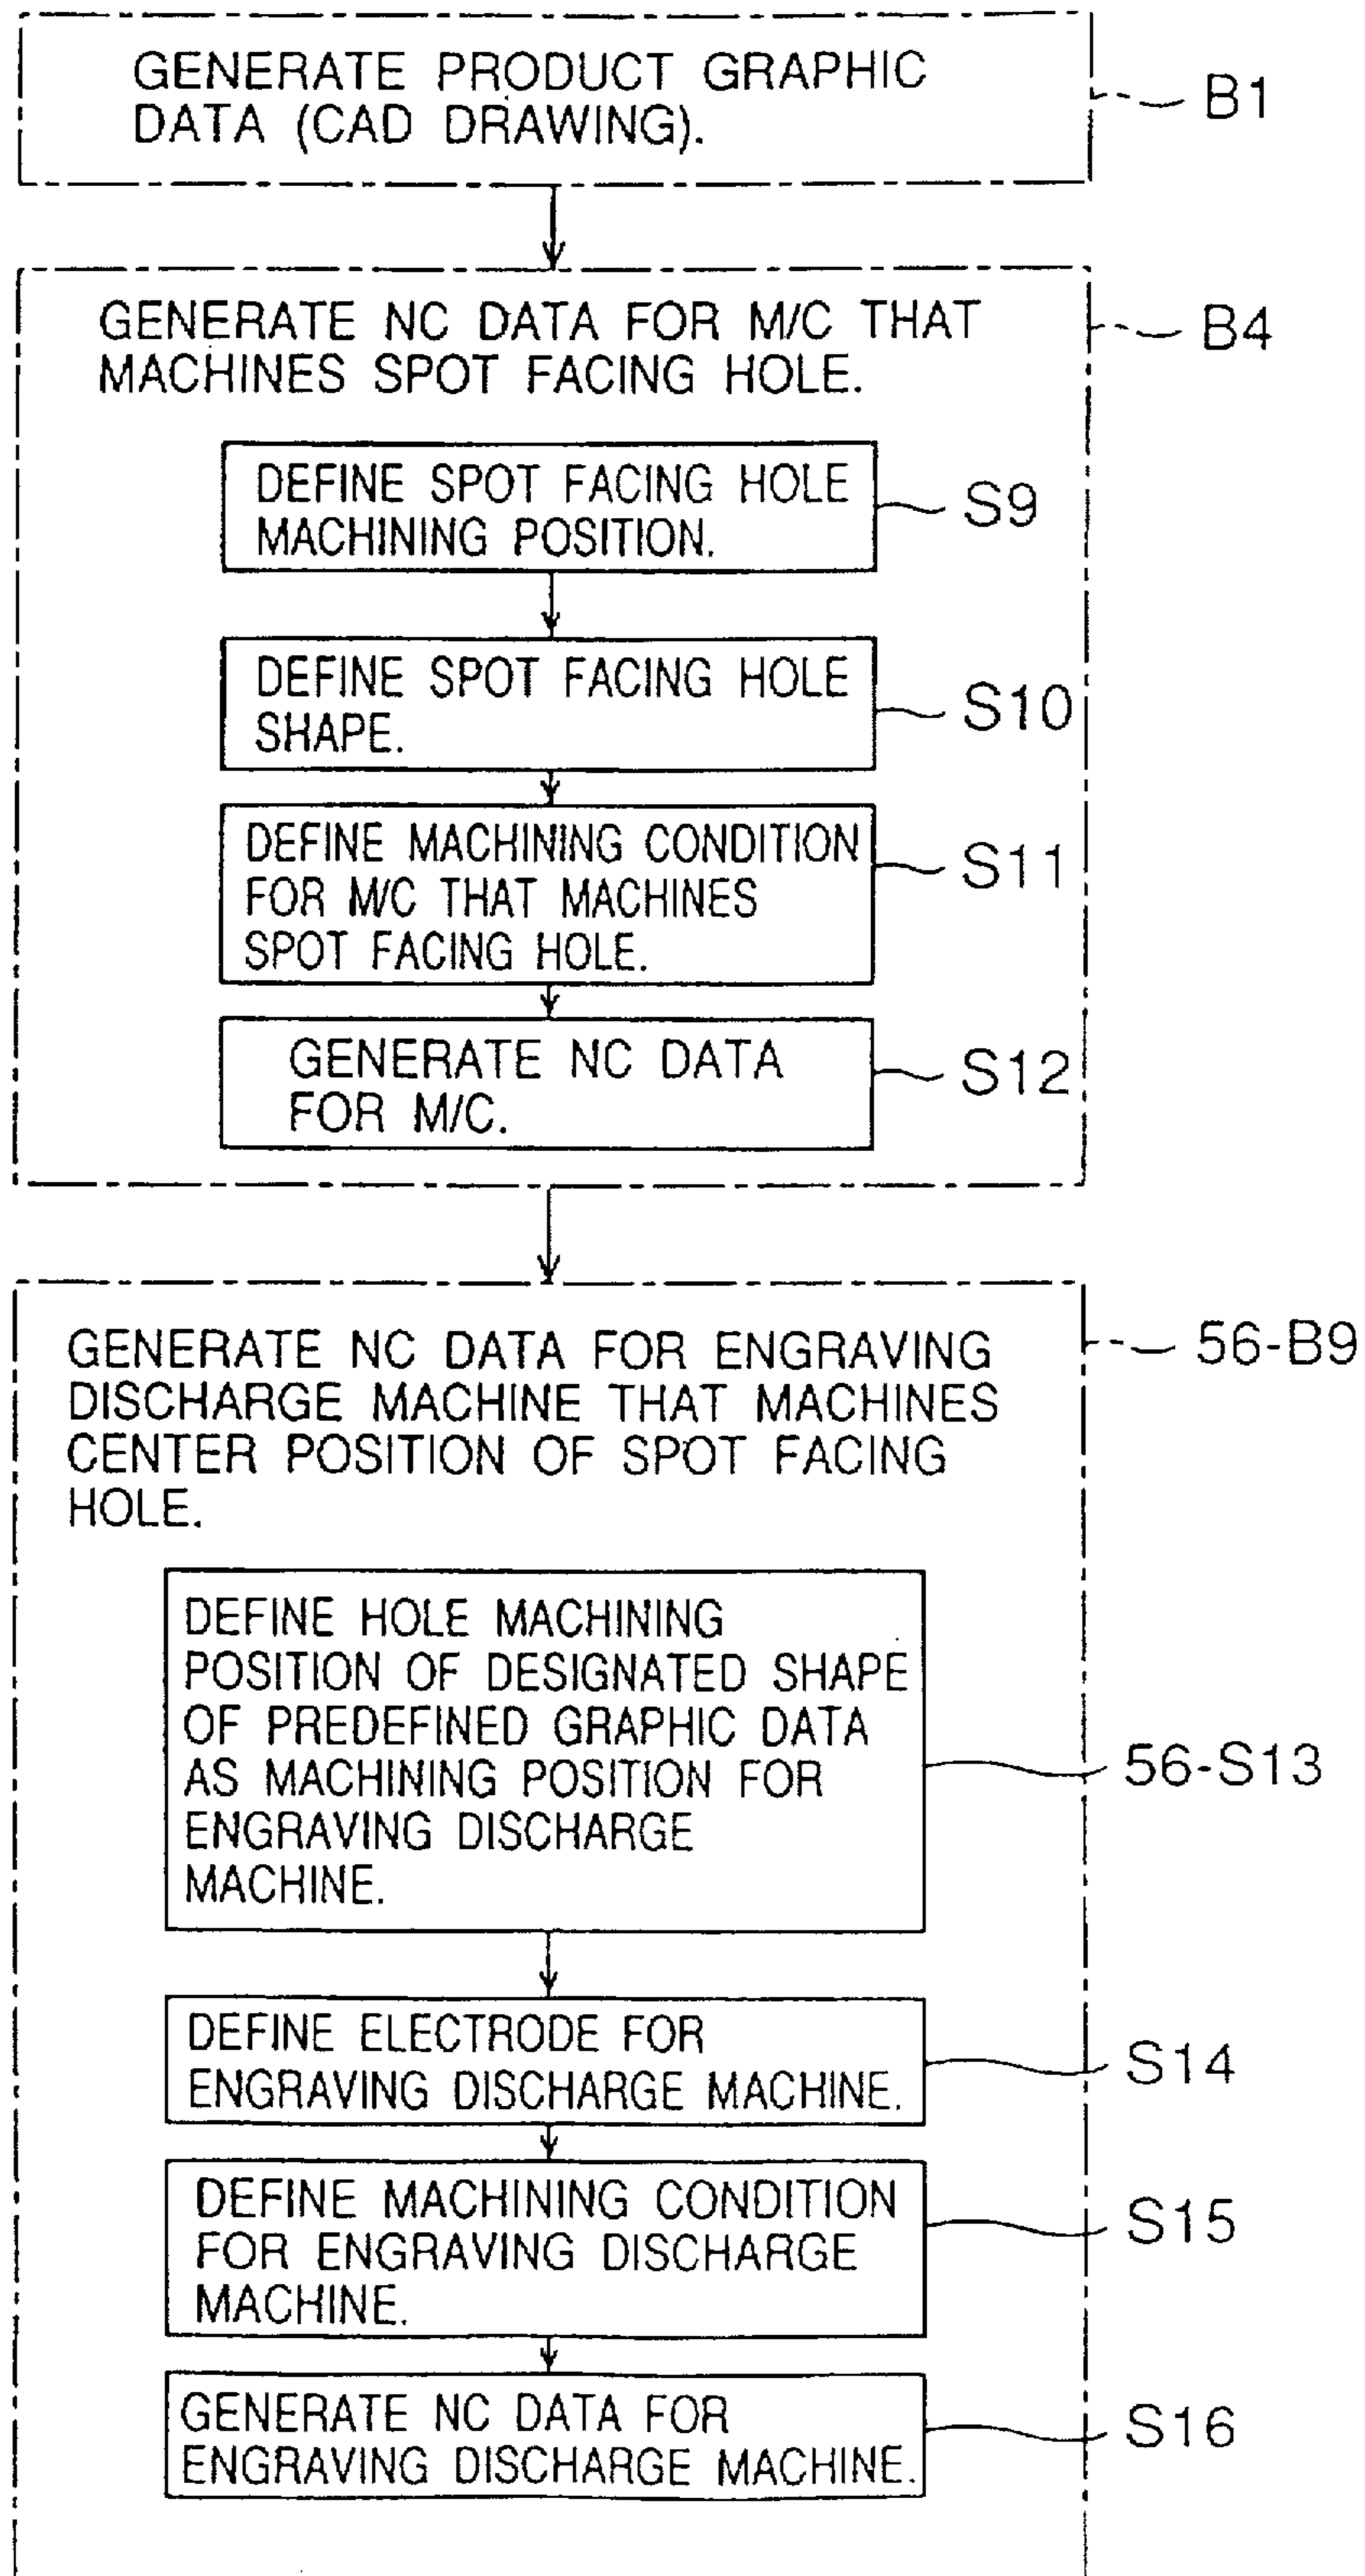 GENERATE PRODUCT GRAPHIC
DATA (CAD DRAWING).
B1
GENERATE NC DATA FOR M/C THAT
MACHINES SPOT FACING HOLE.
B4
DEFINE SPOT FACING HOLE
MACHINING POSITION.
S9
DEFINE SPOT FACING HOLE
SHAPE.
S10
DEFINE MACHINING CONDITION
FOR M/C THAT MACHINES
SPOT FACING HOLE.
S11
GENERATE NC DATA
FOR M/C.
S12
GENERATE NC DATA FOR ENGRAVING
DISCHARGE MACHINE THAT MACHINES
CENTER POSITION OF SPOT FACING
HOLE.
56-B9
DEFINE HOLE MACHINING
POSITION OF DESIGNATED SHAPE
OF PREDEFINED GRAPHIC DATA
AS MACHINING POSITION FOR
ENGRAVING DISCHARGE
MACHINE.
56-S13
DEFINE ELECTRODE FOR
ENGRAVING DISCHARGE MACHINE.
S14
DEFINE MACHINING CONDITION
FOR ENGRAVING DISCHARGE
MACHINE.
S15
GENERATE NC DATA FOR
ENGRAVING DISCHARGE MACHINE.
S16